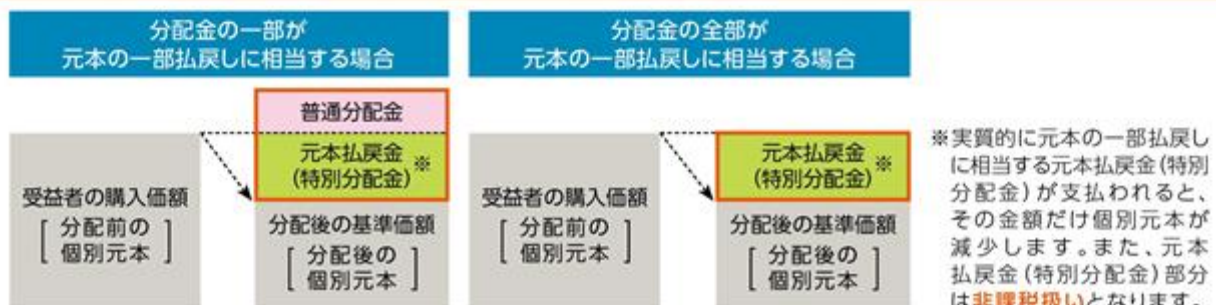 分配金の一部が
元本の一部払戻しに相当する場合
普通分配金
元本払戻金
(特別分配金)※
受益者の購入価額
[分配前の
個別元本]
分配後の基準価額
[分配後の
個別元本]
分配金の全部が
元本の一部払戻しに相当する場合
元本払戻金
(特別分配金)※
受益者の購入価額
[分配前の
個別元本]
分配後の基準価額
[分配後の
個別元本]
※実質的に元本の一部払戻し
に相当する元本払戻金(特別
分配金)が支払われると、
その金額だけ個別元本が
減少します。また、元本
払戻金(特別分配金)部分
は非課税扱いとなります。